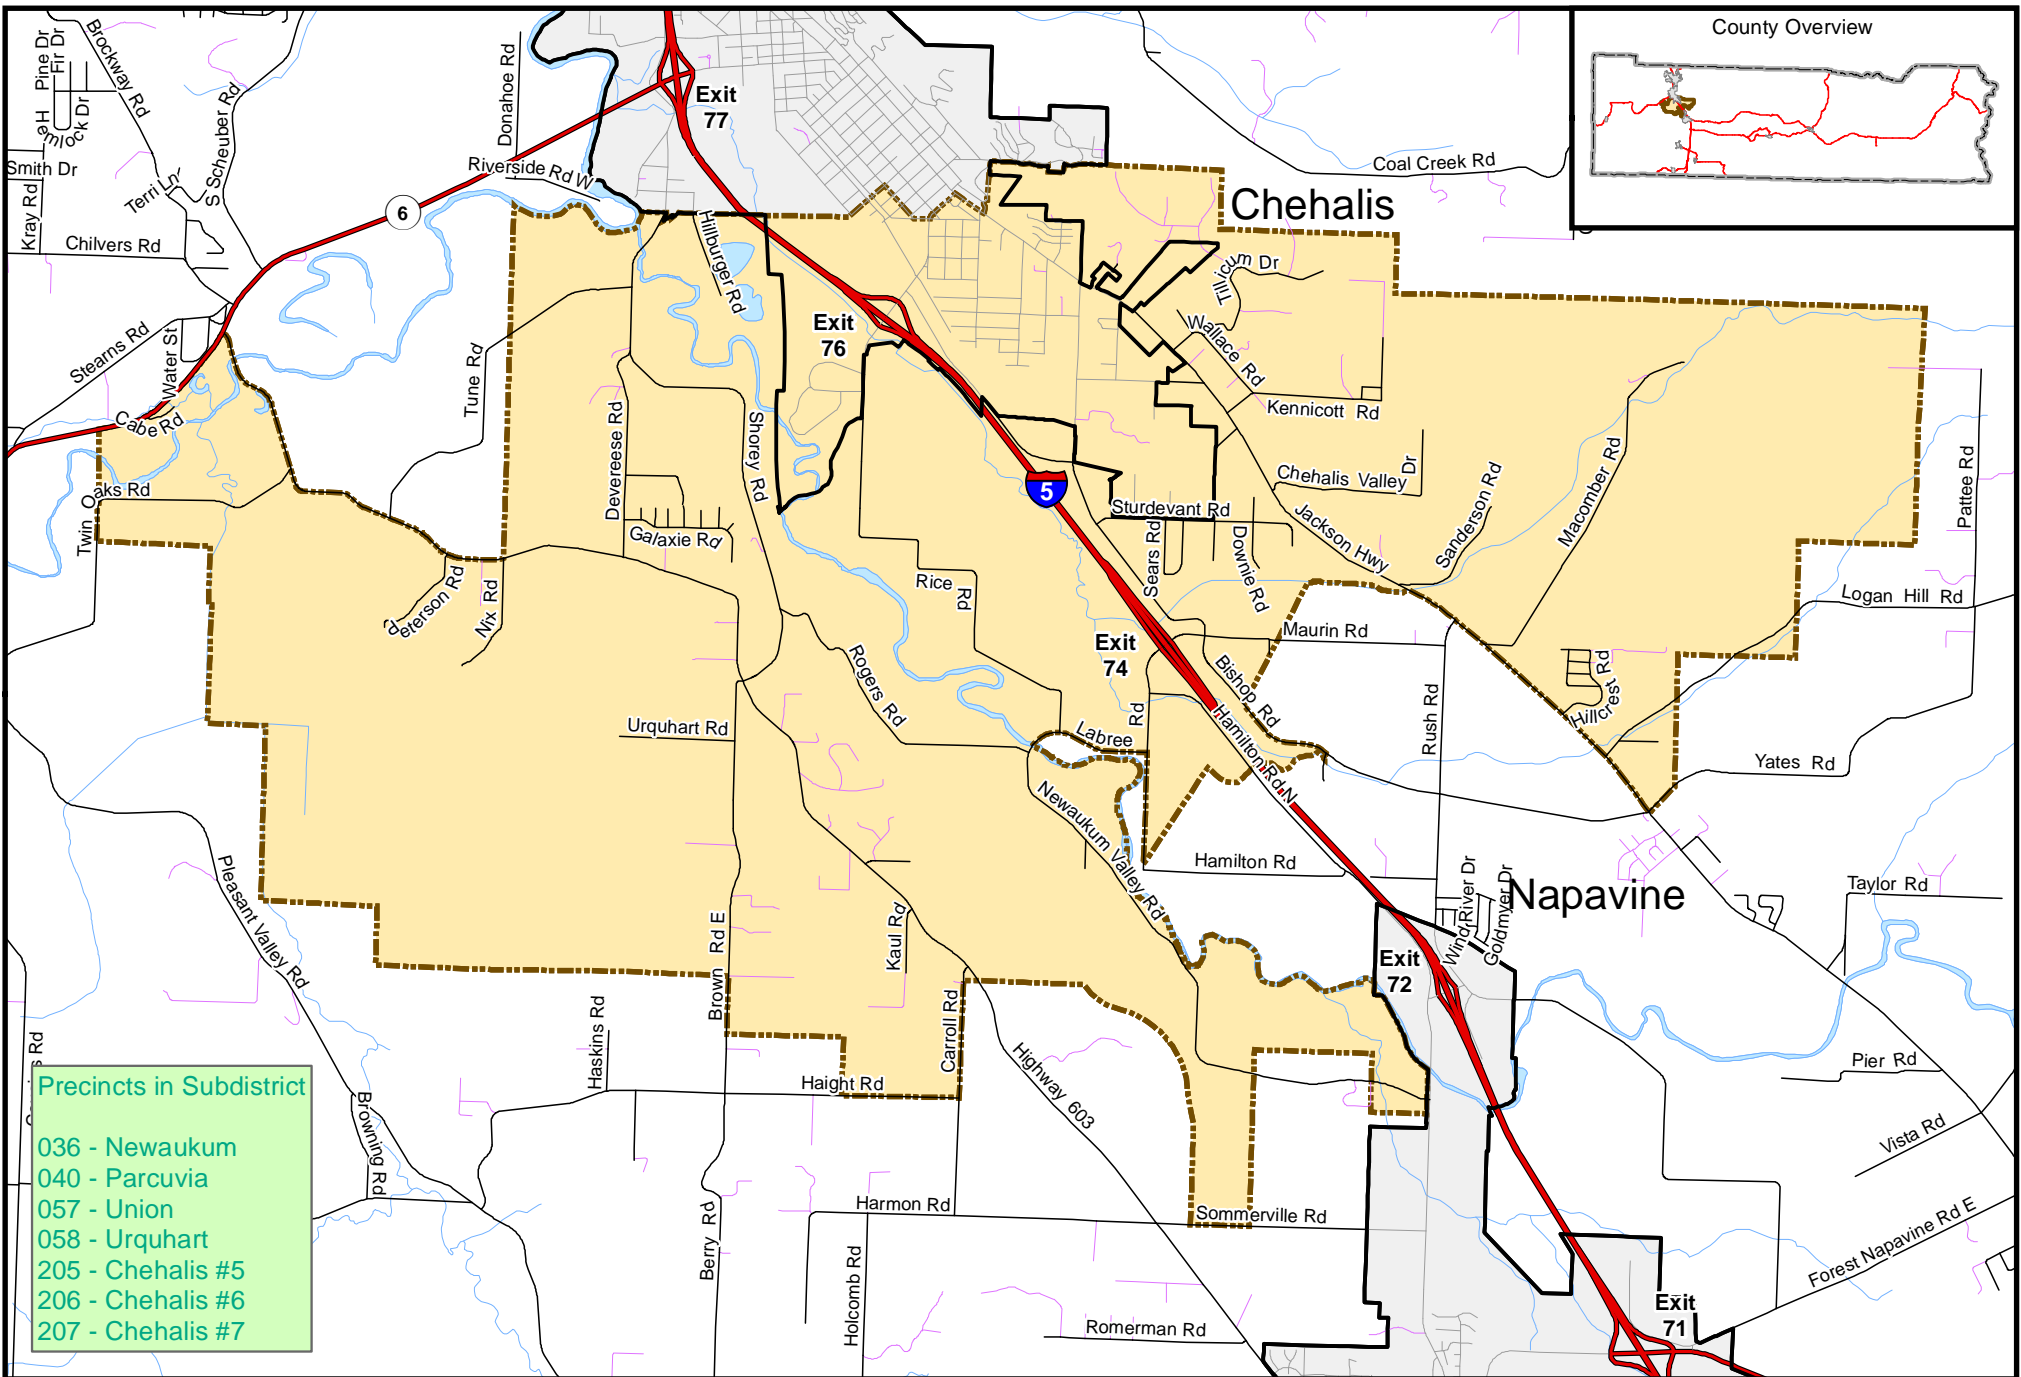 County Overview
Chehalis
Napavine
Exit
77
Exit
76
Exit
74
Exit
72
Exit
71
5
6
Pine Dr
Fir Dr
Hemlock Dr
Brockway Rd
Smith Dr
Kray Rd
Terri Ln
S Scheuber Rd
Chilvers Rd
Donahoe Rd
Riverside Rd W
Coal Creek Rd
Hillburger Rd
Tillicum Dr
Stearns Rd
Water St
Cabe Rd
Tune Rd
Devereese Rd
Shorey Rd
Wallace Rd
Kennicott Rd
Chehalis Valley Dr
Twin Oaks Rd
Galaxie Rd
Sturdevant Rd
Jackson Hwy
Sanderson Rd
Macomber Rd
Pattee Rd
Peterson Rd
Nix Rd
Rice Rd
Sears Rd
Downie Rd
Logan Hill Rd
Maurin Rd
Rogers Rd
Bishop Rd
Rush Rd
Hillcrest Rd
Urquhart Rd
Labree Rd
Hamilton Rd N
Yates Rd
Newaukum Valley Rd
Hamilton Rd
Wind River Dr
Goldmyer Dr
Taylor Rd
Pleasant Valley Rd
Brown Rd E
Kaul Rd
Carroll Rd
Haskins Rd
Haight Rd
Highway 603
Pier Rd
Vista Rd
Browning Rd
Berry Rd
Harmon Rd
Holcomb Rd
Sommerville Rd
Romerman Rd
Forest Napavine Rd E
Precincts in Subdistrict
036 - Newaukum
040 - Parcuvia
057 - Union
058 - Urquhart
205 - Chehalis #5
206 - Chehalis #6
207 - Chehalis #7